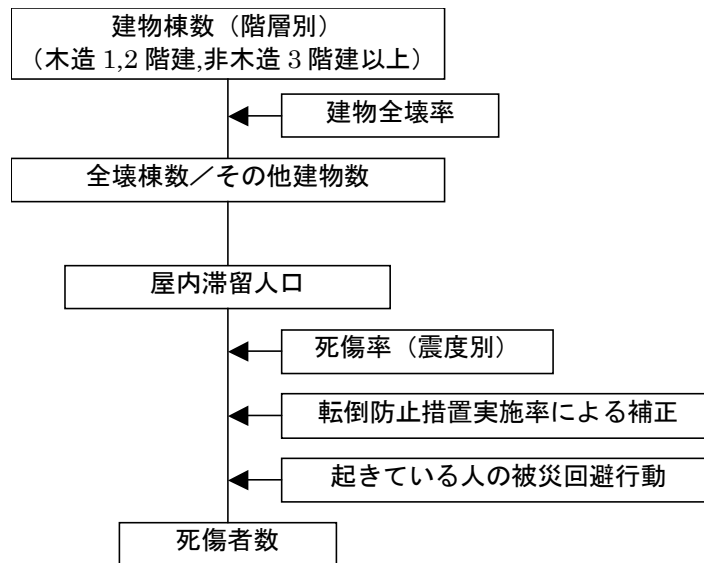 建物棟数（階層別）
（木造 1,2 階建,非木造 3 階建以上）
建物全壊率
全壊棟数／その他建物数
屋内滞留人口
死傷率（震度別）
転倒防止措置実施率による補正
起きている人の被災回避行動
死傷者数